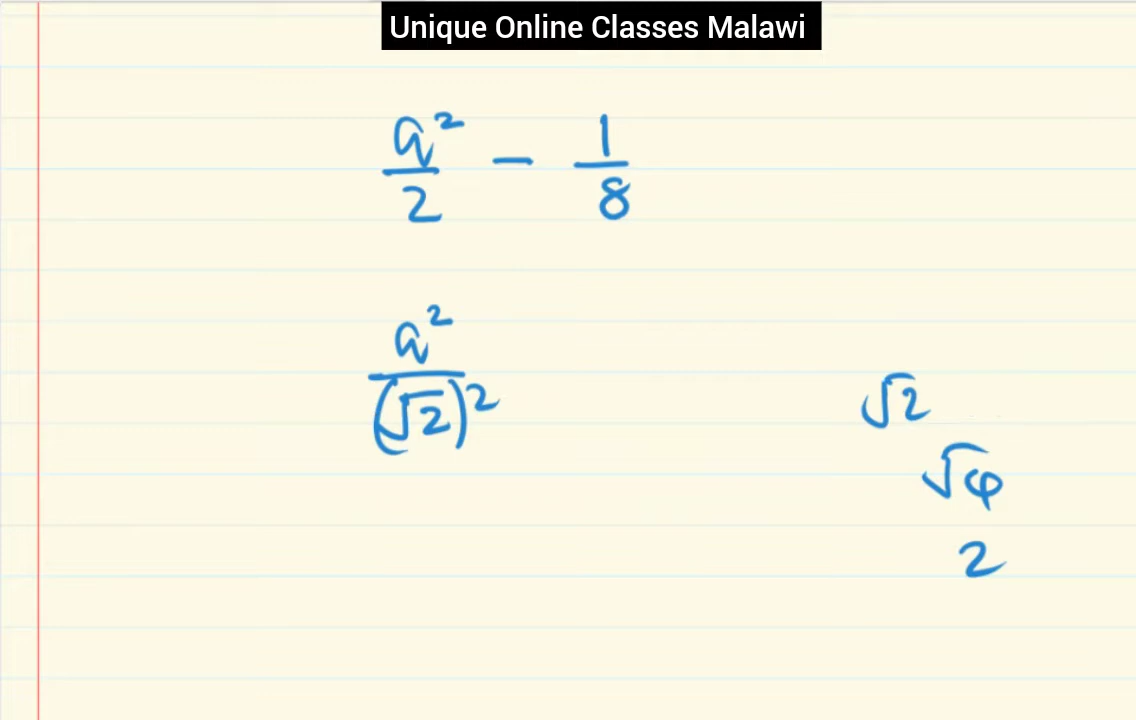 Unique Online Classes Malawi
a²/2 − 1/8
a²/(√2)²
√2
√4
2